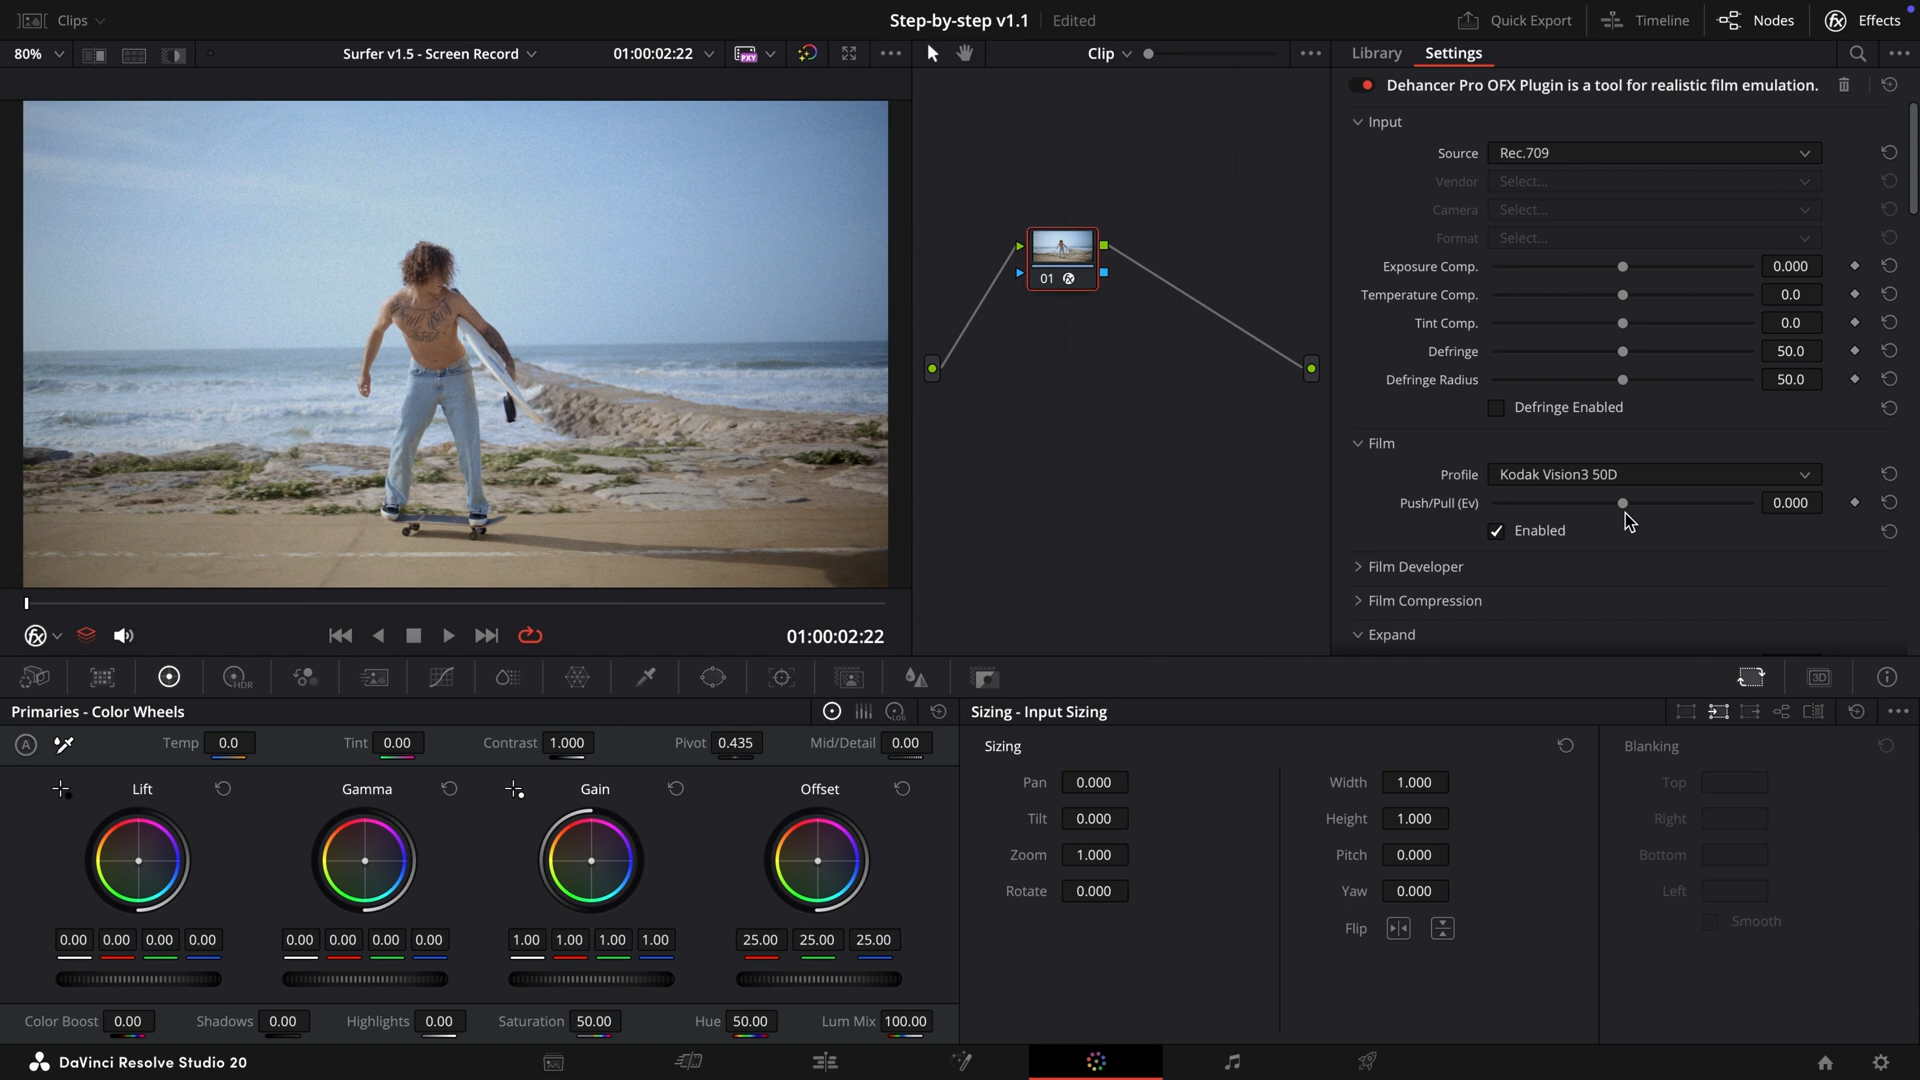 Clips
Step-by-step v1.1 Edited
Quick Export Timeline Nodes Effects
80% Surfer v1.5 - Screen Record 01:00:02:22 PXY Clip Library Settings
Dehancer Pro OFX Plugin is a tool for realistic film emulation.
Input
Source Rec.709
Vendor Select...
Camera Select...
Format Select...
Exposure Comp. 0.000
Temperature Comp. 0.0
Tint Comp. 0.0
Defringe 50.0
Defringe Radius 50.0
Defringe Enabled
Film
Profile Kodak Vision3 50D
Push/Pull (Ev) 0.000
Enabled
Film Developer
Film Compression
Expand
01
01:00:02:22
HDR
3D
Primaries - Color Wheels
LOG
Temp 0.0 Tint 0.00 Contrast 1.000 Pivot 0.435 Mid/Detail 0.00
Lift Gamma Gain Offset
0.00 0.00 0.00 0.00 0.00 0.00 0.00 0.00 1.00 1.00 1.00 1.00 25.00 25.00 25.00
Color Boost 0.00 Shadows 0.00 Highlights 0.00 Saturation 50.00 Hue 50.00 Lum Mix 100.00
Sizing - Input Sizing
Sizing
Pan 0.000 Width 1.000
Tilt 0.000 Height 1.000
Zoom 1.000 Pitch 0.000
Rotate 0.000 Yaw 0.000
Flip
Blanking
Top
Right
Bottom
Left
Smooth
DaVinci Resolve Studio 20